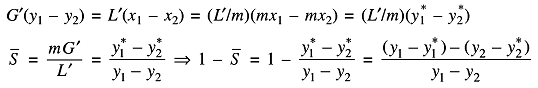 G′(y₁ − y₂) = L′(x₁ − x₂) = (L′/m)(mx₁ − mx₂) = (L′/m)(y₁* − y₂*)
S̄ = mG′/L′ = (y₁* − y₂*)/(y₁ − y₂) ⇒ 1 − S̄ = 1 − (y₁* − y₂*)/(y₁ − y₂) = ((y₁ − y₁*) − (y₂ − y₂*))/(y₁ − y₂)